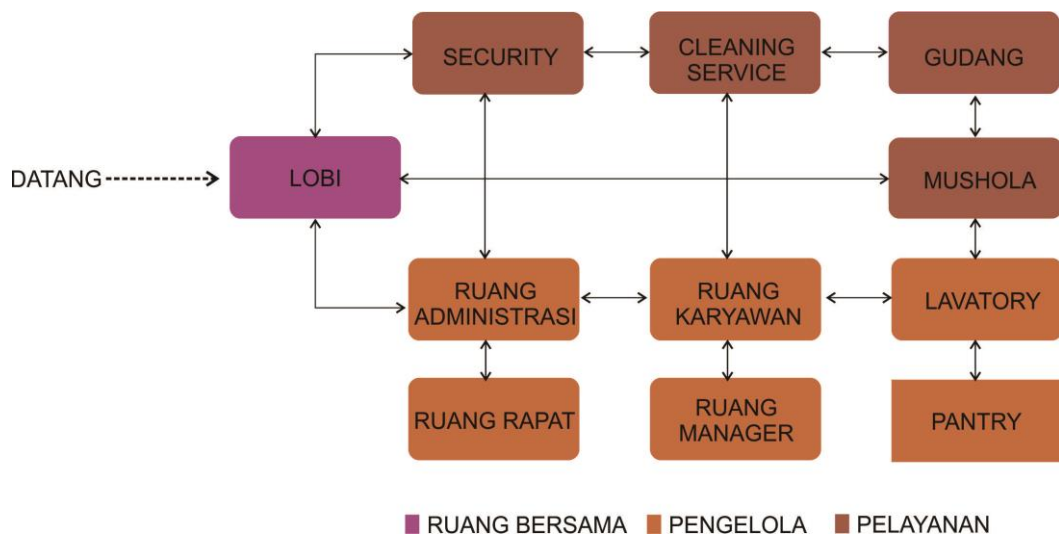 SECURITY
CLEANING
SERVICE
GUDANG
DATANG
LOBI
MUSHOLA
RUANG
ADMINISTRASI
RUANG
KARYAWAN
LAVATORY
RUANG RAPAT
RUANG
MANAGER
PANTRY
RUANG BERSAMA
PENGELOLA
PELAYANAN